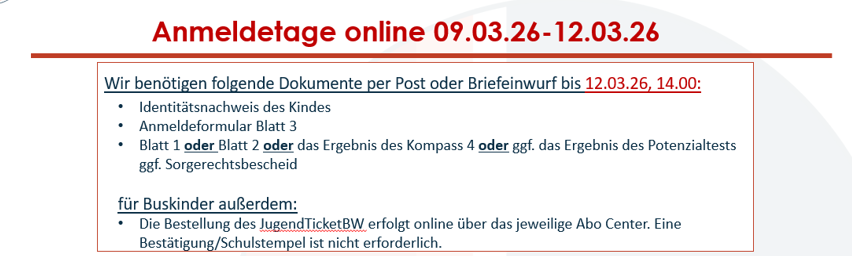 Anmeldetage online 09.03.26-12.03.26
Wir benötigen folgende Dokumente per Post oder Briefeinwurf bis 12.03.26, 14.00:
• Identitätsnachweis des Kindes
• Anmeldeformular Blatt 3
• Blatt 1 oder Blatt 2 oder das Ergebnis des Kompass 4 oder ggf. das Ergebnis des Potenzialtests
ggf. Sorgerechtsbescheid
für Buskinder außerdem:
• Die Bestellung des JugendTicketBW erfolgt online über das jeweilige Abo Center. Eine
Bestätigung/Schulstempel ist nicht erforderlich.